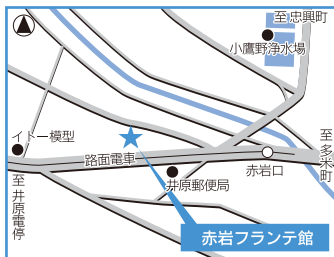 至 忠興町
小鷹野浄水場
イトー模型
路面電車
赤岩口
至 多米町
井原郵便局
至 井原電停
赤岩フランテ館